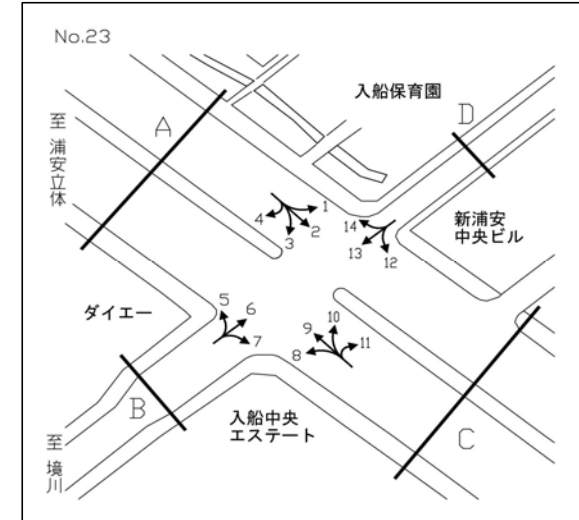 No.23
入船保育園
A
D
至
浦安立体
新浦安
中央ビル
1
4
2
3
14
13
12
ダイエー
5
6
7
10
9
11
8
B
C
入船中央
エステート
至
境川